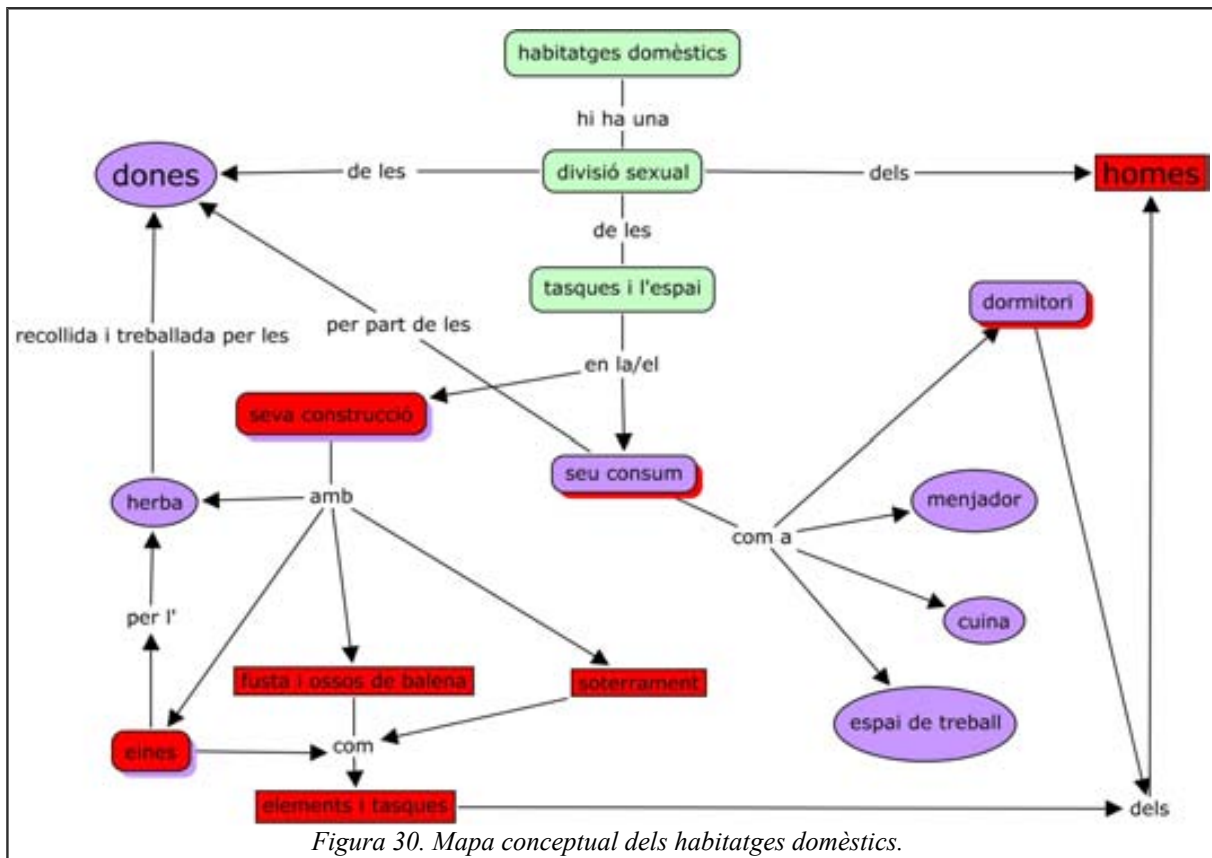 habitatges domèstics
hi ha una
dones
de les
divisió sexual
dels
homes
de les
tasques i l'espai
dormitori
recollida i treballada per les
per part de les
en la/el
seva construcció
seu consum
herba
amb
menjador
com a
per l'
cuina
fusta i ossos de balena
soterrament
espai de treball
eines
com
elements i tasques
dels
Figura 30. Mapa conceptual dels habitatges domèstics.